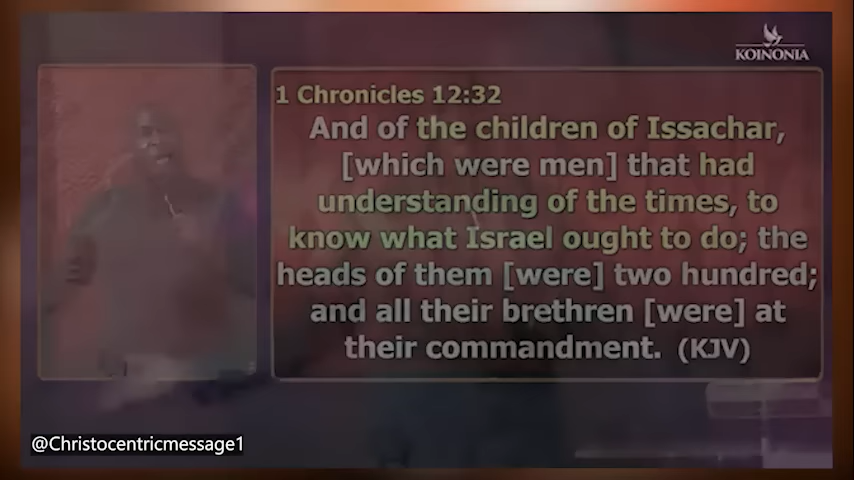 KOINONIA
1 Chronicles 12:32
And of the children of Issachar,
[which were men] that had
understanding of the times, to
know what Israel ought to do; the
heads of them [were] two hundred;
and all their brethren [were] at
their commandment. (KJV)
@Christocentricmessage1